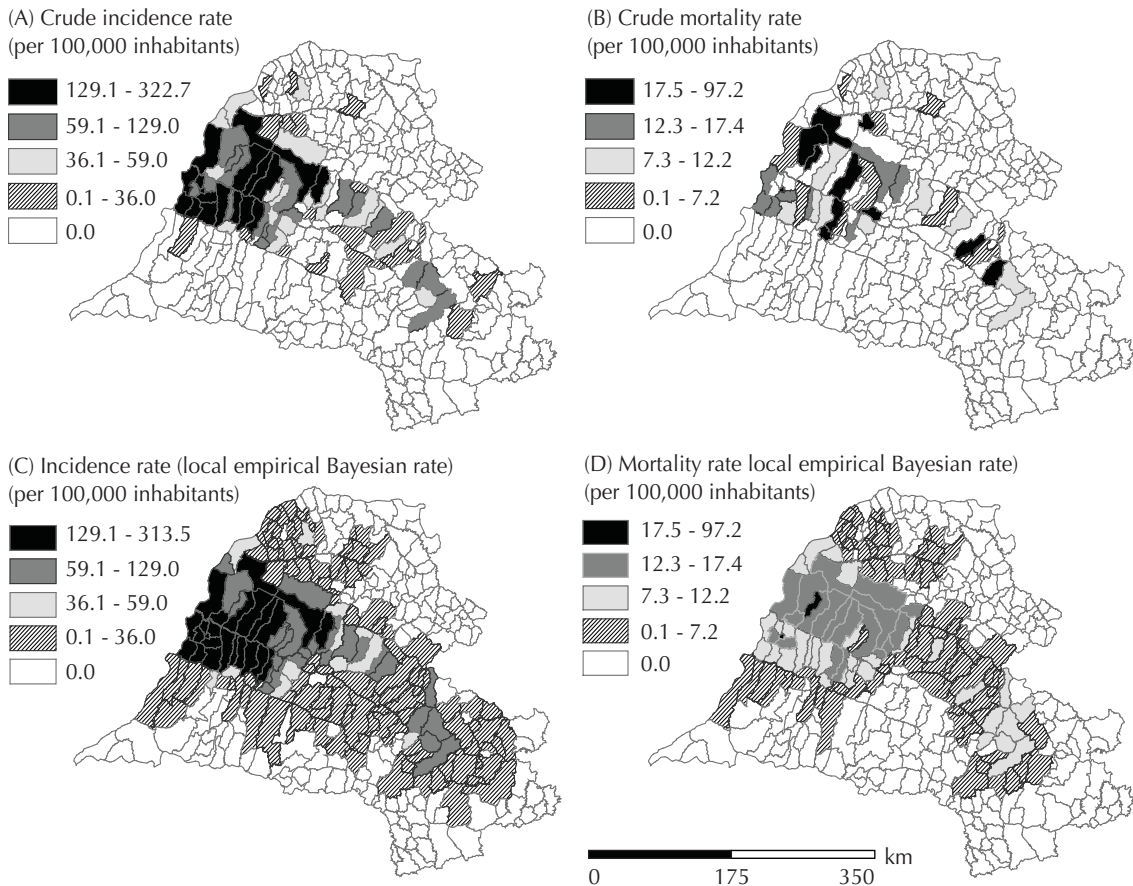 (A) Crude incidence rate
(per 100,000 inhabitants)
129.1 - 322.7
59.1 - 129.0
36.1 - 59.0
0.1 - 36.0
0.0
(B) Crude mortality rate
(per 100,000 inhabitants)
17.5 - 97.2
12.3 - 17.4
7.3 - 12.2
0.1 - 7.2
0.0
(C) Incidence rate (local empirical Bayesian rate)
(per 100,000 inhabitants)
129.1 - 313.5
59.1 - 129.0
36.1 - 59.0
0.1 - 36.0
0.0
(D) Mortality rate local empirical Bayesian rate)
(per 100,000 inhabitants)
17.5 - 97.2
12.3 - 17.4
7.3 - 12.2
0.1 - 7.2
0.0
km
0 175 350